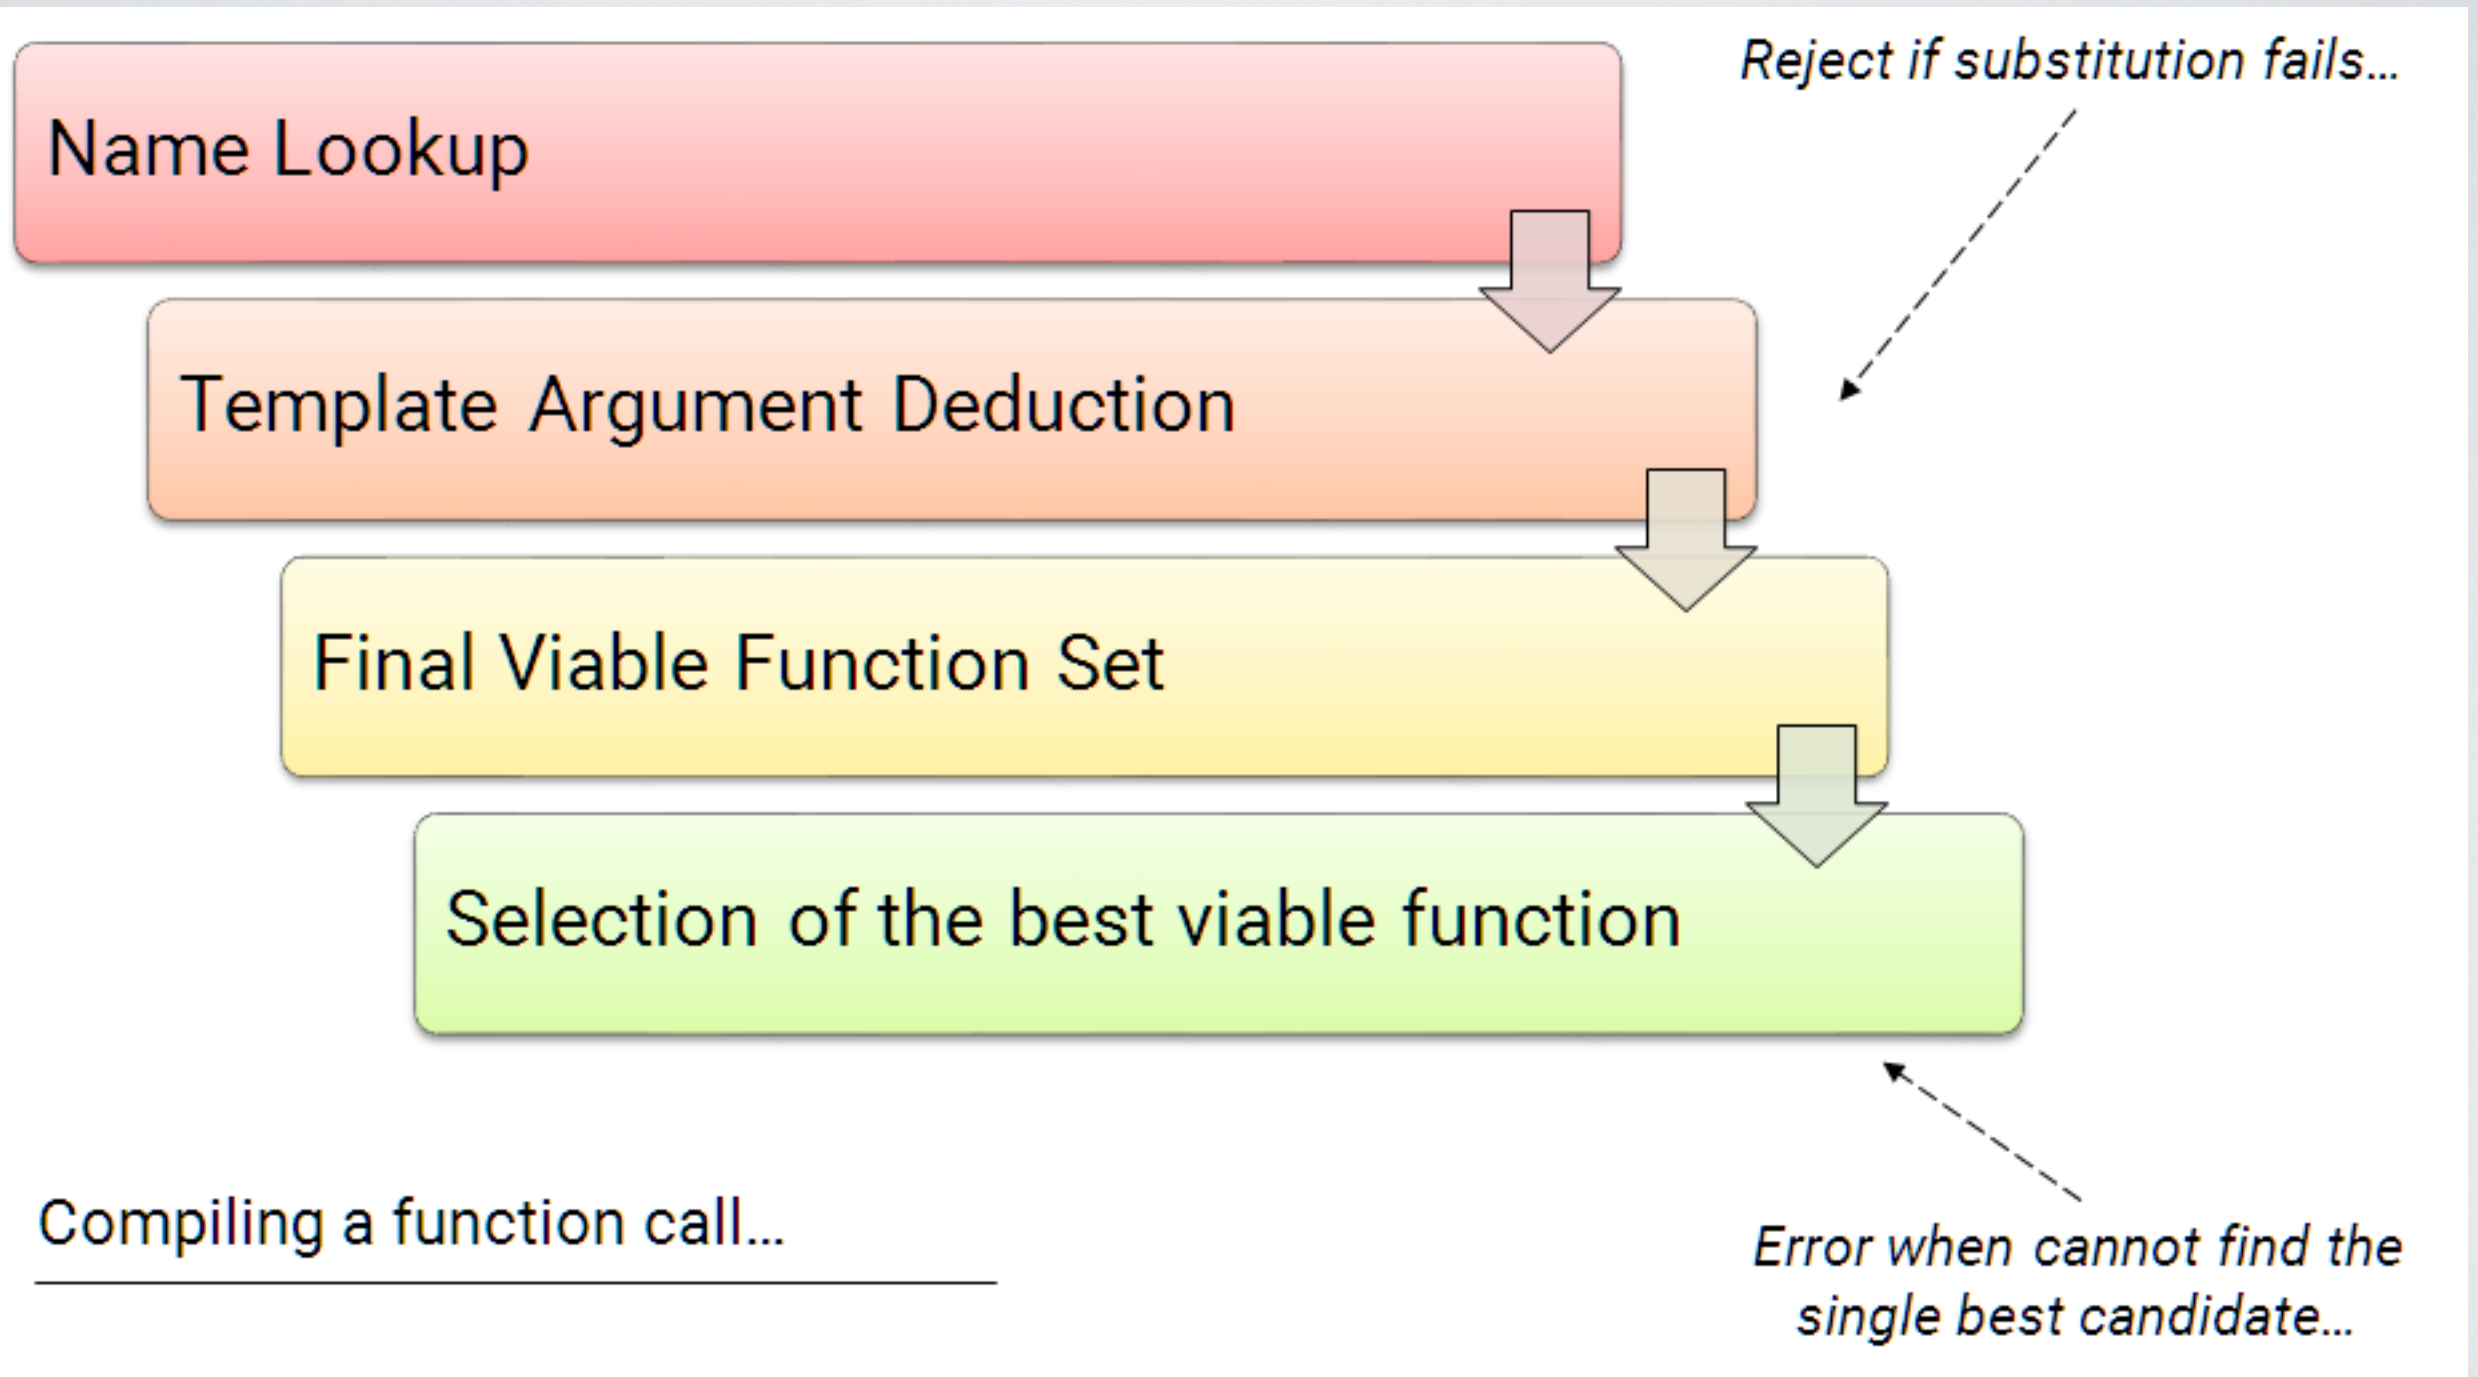 Reject if substitution fails…
Name Lookup
Template Argument Deduction
Final Viable Function Set
Selection of the best viable function
Compiling a function call…
Error when cannot find the
single best candidate…